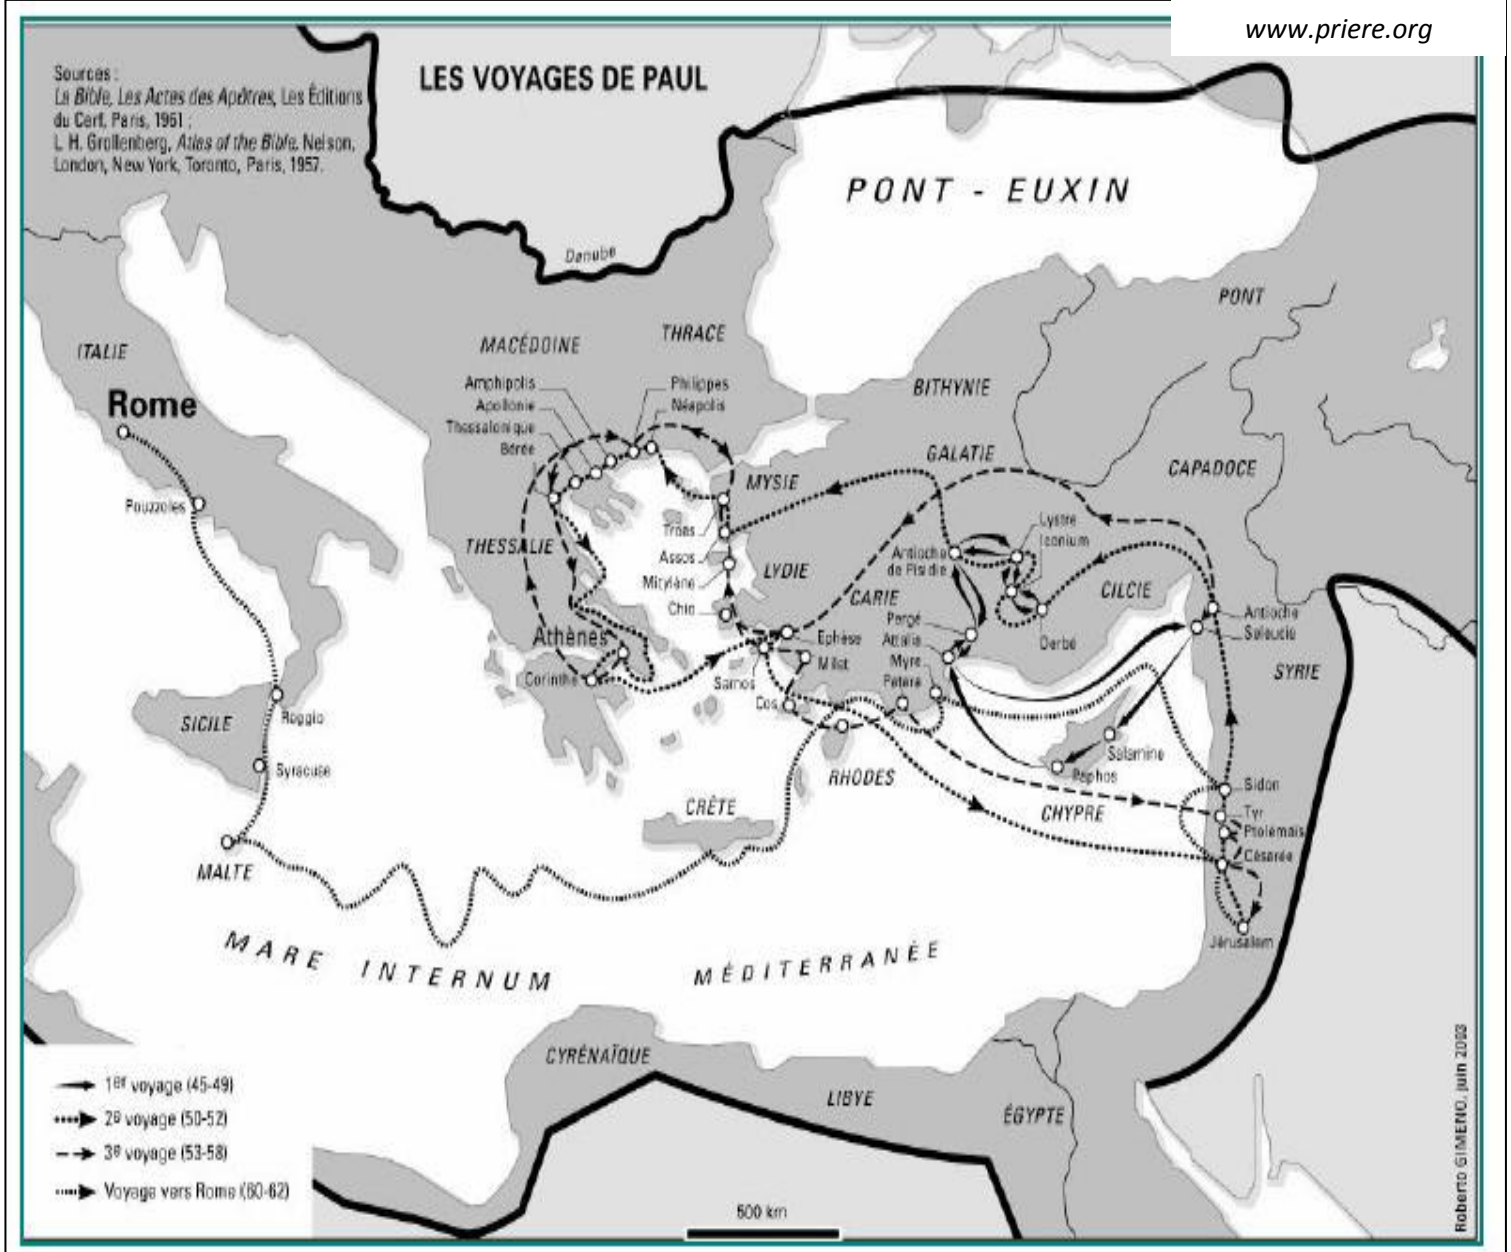 www.priere.org
LES VOYAGES DE PAUL
Sources :
La Bible, Les Actes des Apôtres, Les Éditions
du Cerf, Paris, 1961 ;
L. H. Grollenberg, Atlas of the Bible, Nelson,
London, New York, Toronto, Paris, 1957.
PONT - EUXIN
Danube
PONT
ITALIE
MACÉDOINE
THRACE
Rome
Amphipolis
Apollonie
Thessalonique
Bérée
Philippes
Néapolis
BITHYNIE
GALATIE
CAPADOCE
MYSIE
Pouzzoles
THESSALIE
Troas
Assos
Mitylène
Chio
LYDIE
CARIE
Antioche
de Pisidie
Lystre
Iconium
CILCIE
Derbé
Pergé
Attalie
Myre
Patara
Antioche
Séleucie
SYRIE
Athènes
Corinthe
Ephèse
Milet
Samos
Cos
SICILE
Reggio
Syracuse
RHODES
CRÊTE
Salamine
Paphos
CHYPRE
Sidon
Tyr
Ptolémaïs
Césarée
Jérusalem
MALTE
MARE INTERNUM
MÉDITERRANÉE
CYRÉNAÏQUE
LIBYE
ÉGYPTE
1er voyage (45-49)
2e voyage (50-52)
3e voyage (53-58)
Voyage vers Rome (60-62)
500 km
Roberto GIMENO, juin 2003